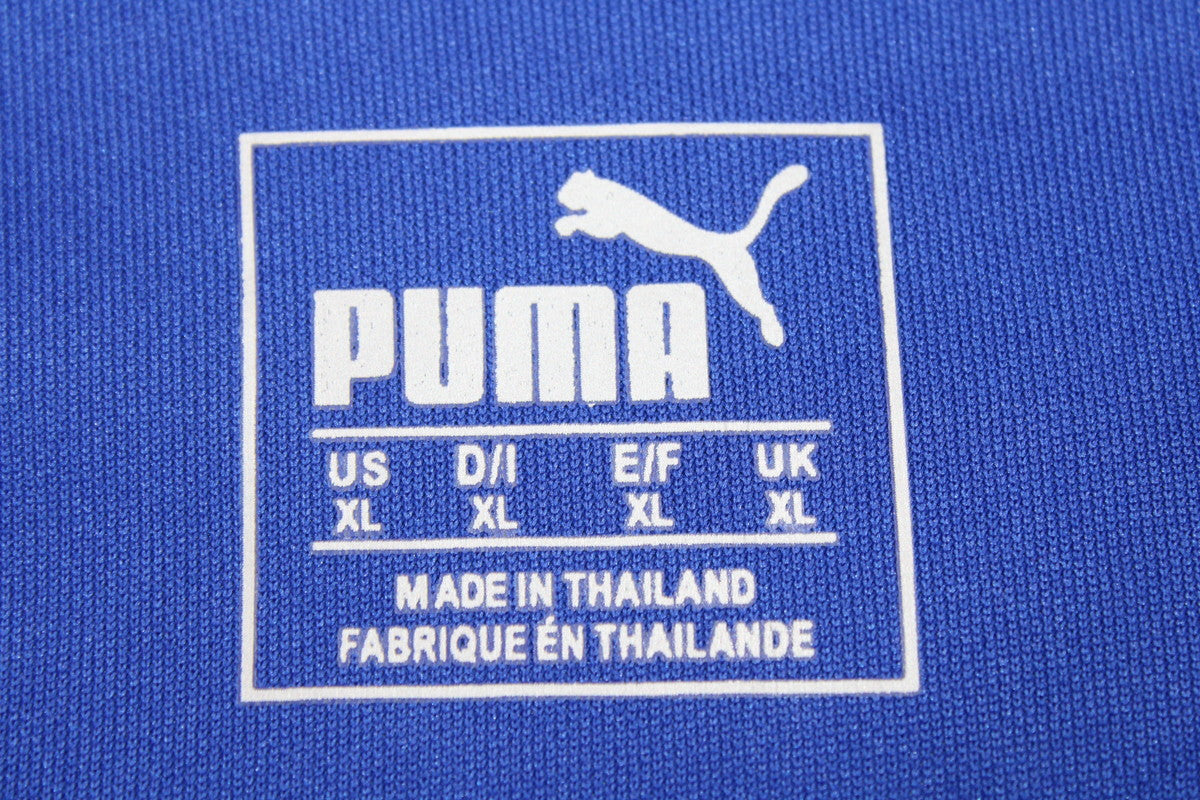 PUMA
US D/I E/F UK
XL XL XL XL
MADE IN THAILAND
FABRIQUE ÉN THAILANDE